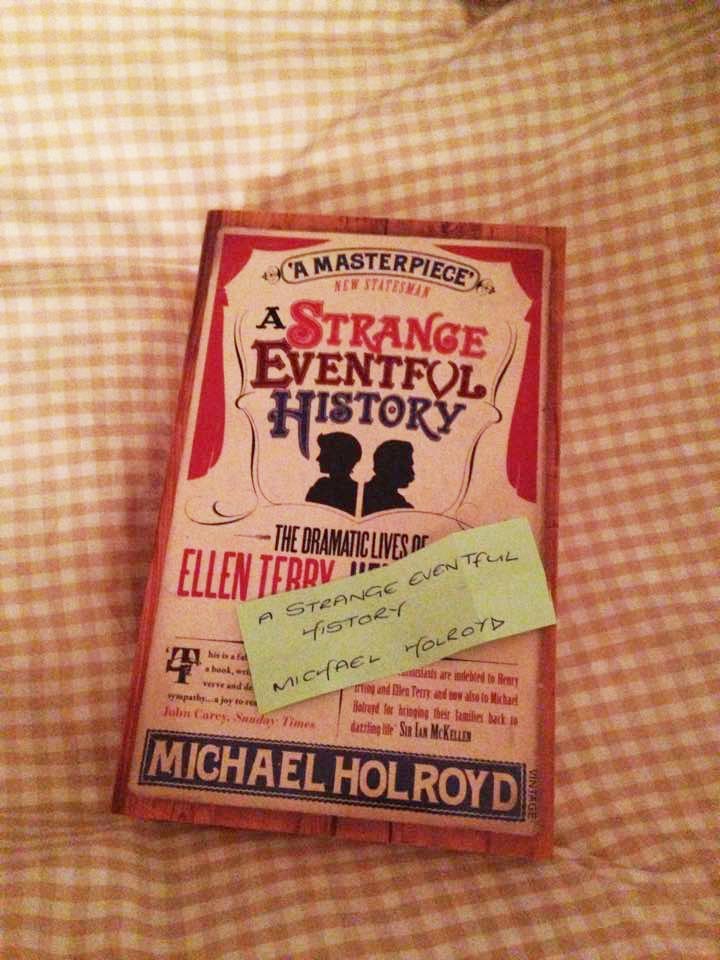 'A MASTERPIECE'
NEW STATESMAN
A STRANGE
EVENTFUL
HISTORY
THE DRAMATIC LIVES OF
ELLEN TERRY,
A STRANGE EVENTFUL
HISTORY
MICHAEL HOLROYD
'This is a
a book,
verve and
sympathy...a joy to
John Carey, Sunday Times
are indebted to Henry
Irving and Ellen Terry and now also to Michael
Holroyd for bringing their families back to
dazzling life' SIR IAN MCKELLEN
MICHAEL HOLROYD
VINTAGE